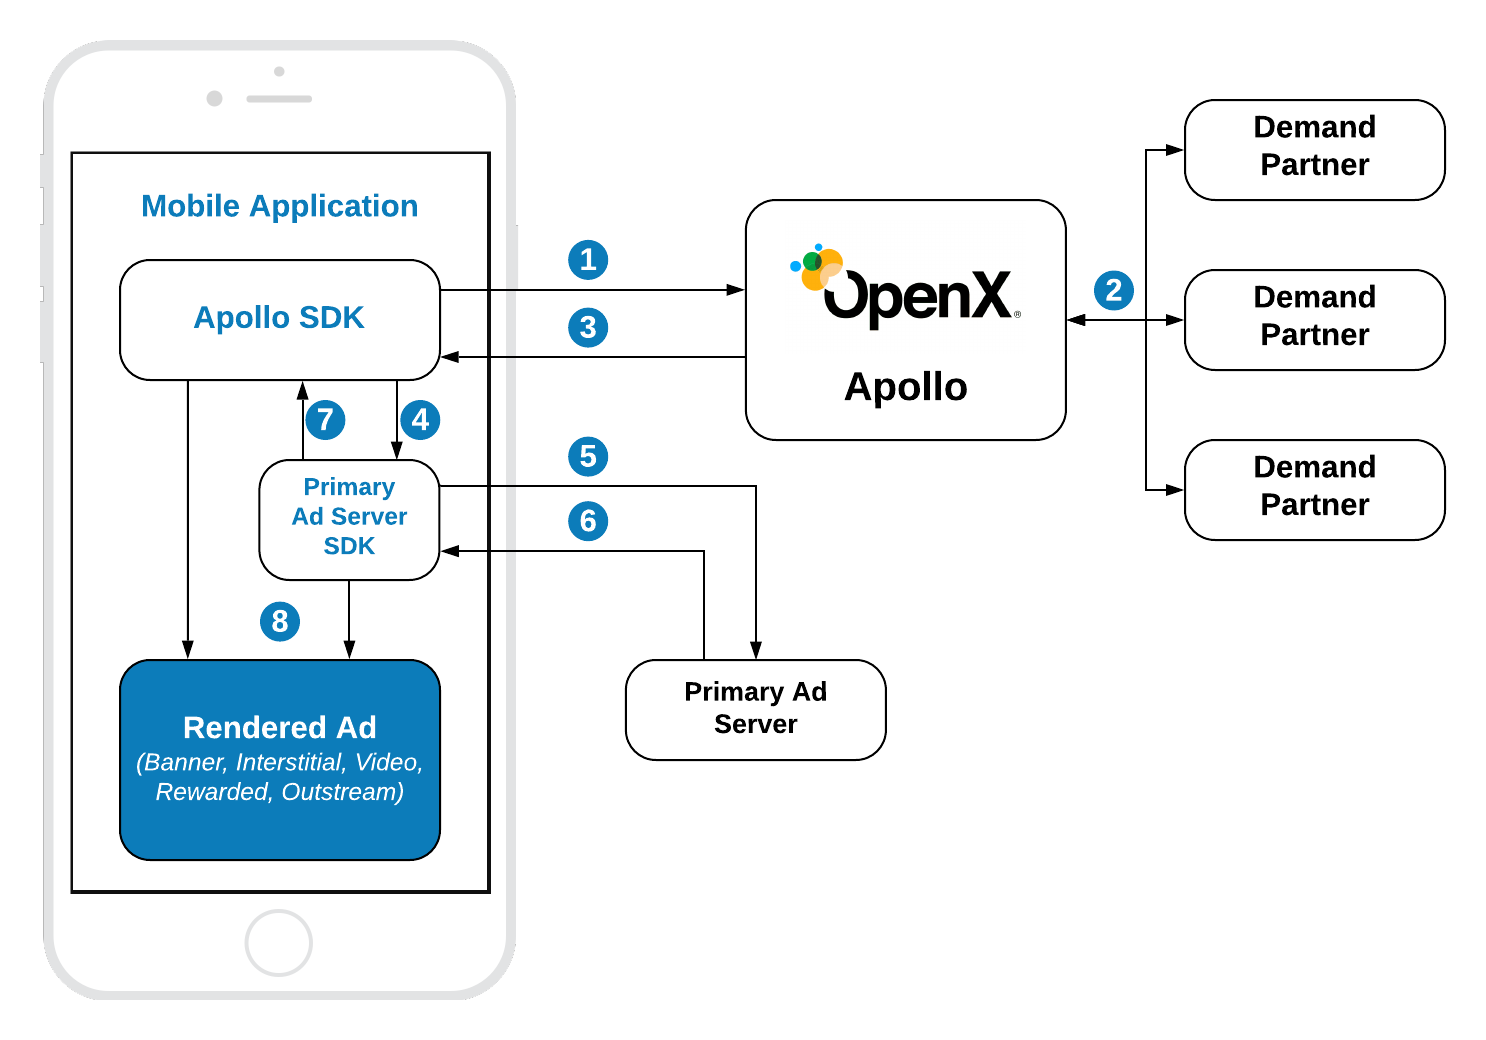 Mobile Application
Apollo SDK
1
3
OpenX®
Apollo
2
Demand
Partner
Demand
Partner
Demand
Partner
7
4
Primary
Ad Server
SDK
5
6
8
Primary Ad
Server
Rendered Ad
(Banner, Interstitial, Video,
Rewarded, Outstream)